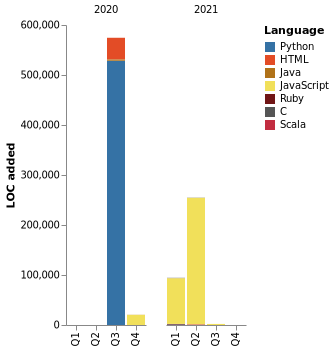 2020
2021
LOC added
600,000
500,000
400,000
300,000
200,000
100,000
0
Q1
Q2
Q3
Q4
Q1
Q2
Q3
Q4
Language
Python
HTML
Java
JavaScript
Ruby
C
Scala